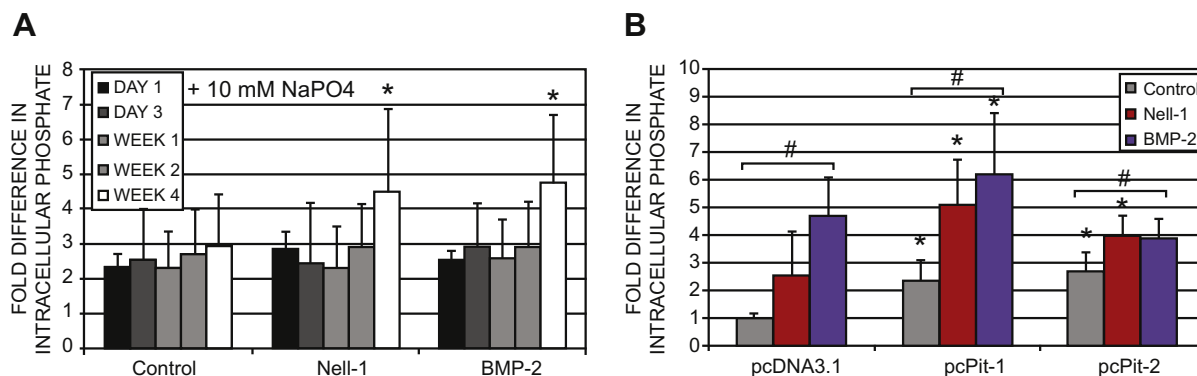 A
FOLD DIFFERENCE IN
INTRACELLULAR PHOSPHATE
8
7
6
5
4
3
2
1
0
DAY 1
DAY 3
WEEK 1
WEEK 2
WEEK 4
+ 10 mM NaPO4
*
*
Control
Nell-1
BMP-2
B
FOLD DIFFERENCE IN
INTRACELLULAR PHOSPHATE
10
9
8
7
6
5
4
3
2
1
0
#
#
#
*
*
*
*
*
Control
Nell-1
BMP-2
pcDNA3.1
pcPit-1
pcPit-2